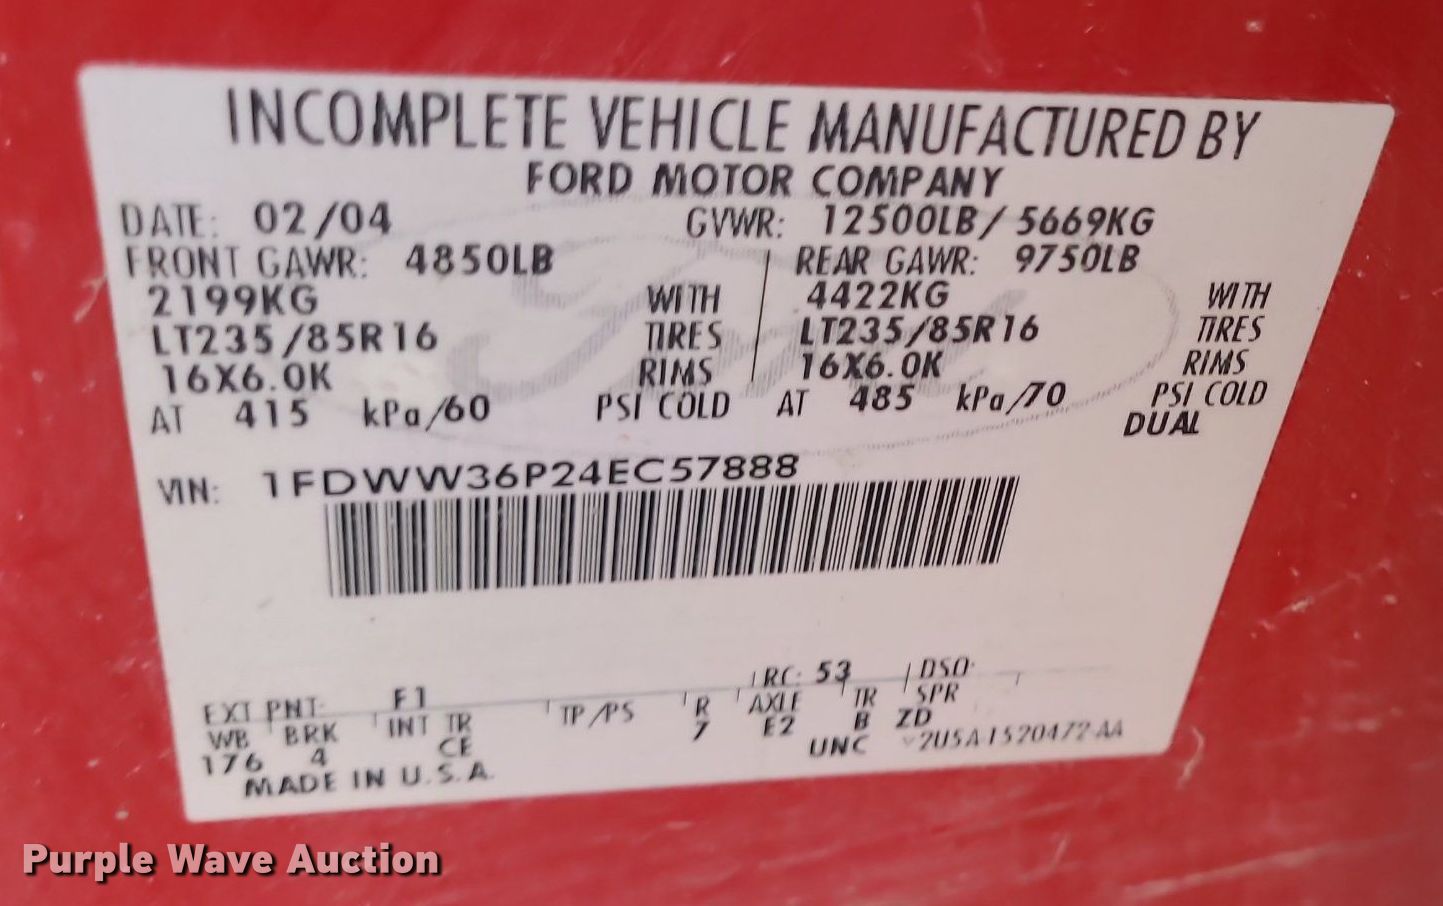 INCOMPLETE VEHICLE MANUFACTURED BY
FORD MOTOR COMPANY
DATE: 02/04 GVWR: 12500LB/ 5669KG
FRONT GAWR: 4850LB REAR GAWR: 9750LB
2199KG WITH 4422KG WITH
LT235/85R16 TIRES LT235/85R16 TIRES
16X6.0K RIMS 16X6.0K RIMS
AT 415 kPa/60 PSI COLD AT 485 kPa/70 PSI COLD
DUAL
VIN: 1FDWW36P24EC57888
EXT PNT: F1 RC: 53 DSO:
WB BRK INT TR TP/PS R AXLE TR SPR
176 4 CE 7 E2 B ZD
MADE IN U.S.A. UNC 2U5A-1520472-AA
Purple Wave Auction